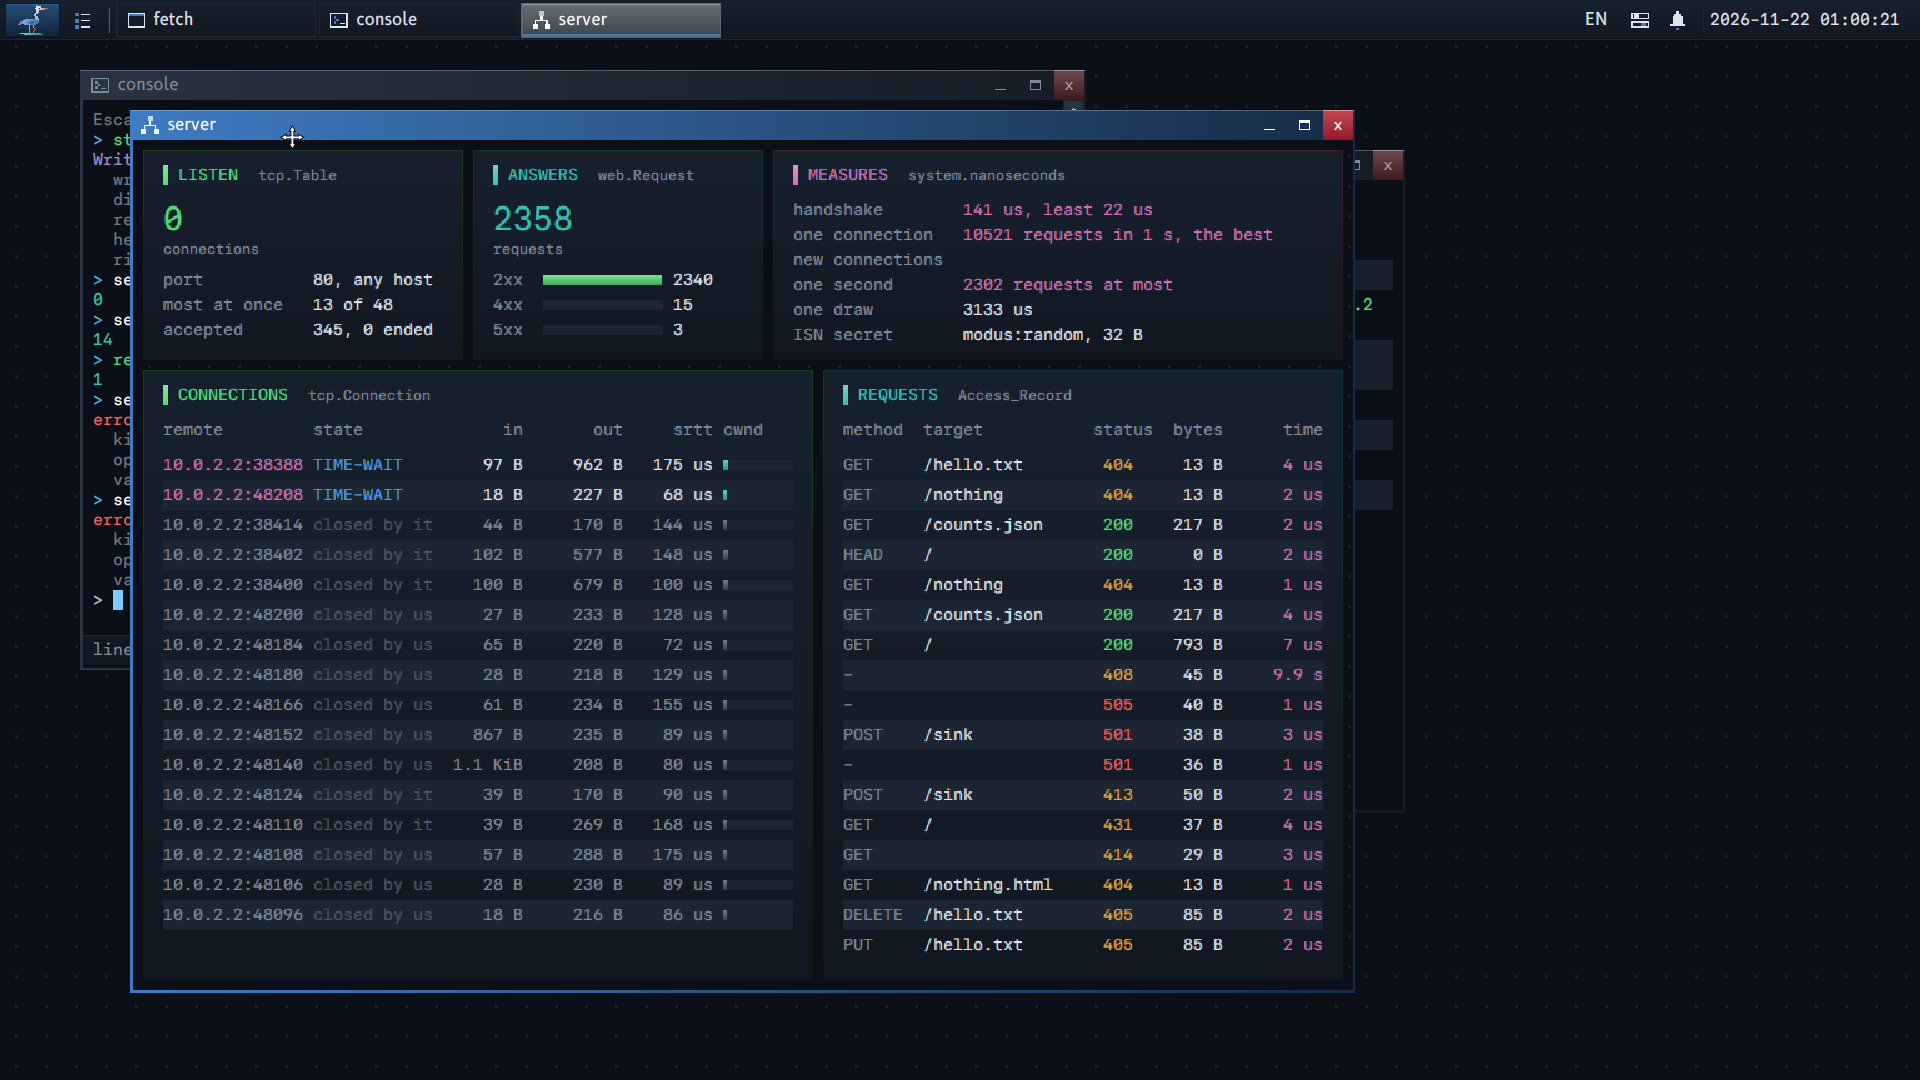 fetch
console
server
EN
2026-11-22 01:00:21
console
Esca
> st
Writ
wr
di
re
he
ri
> se
0
> se
14
> re
1
> se
erro
ki
op
va
> se
erro
ki
op
va
>
line
.2
server
LISTEN tcp.Table
0
connections
port 80, any host
most at once 13 of 48
accepted 345, 0 ended
ANSWERS web.Request
2358
requests
2xx 2340
4xx 15
5xx 3
MEASURES system.nanoseconds
handshake 141 us, least 22 us
one connection 10521 requests in 1 s, the best
new connections
one second 2302 requests at most
one draw 3133 us
ISN secret modus:random, 32 B
CONNECTIONS tcp.Connection
remote state in out srtt cwnd
10.0.2.2:38388 TIME-WAIT 97 B 962 B 175 us
10.0.2.2:48208 TIME-WAIT 18 B 227 B 68 us
10.0.2.2:38414 closed by it 44 B 170 B 144 us
10.0.2.2:38402 closed by it 102 B 577 B 148 us
10.0.2.2:38400 closed by it 100 B 679 B 100 us
10.0.2.2:48200 closed by us 27 B 233 B 128 us
10.0.2.2:48184 closed by us 65 B 220 B 72 us
10.0.2.2:48180 closed by us 28 B 218 B 129 us
10.0.2.2:48166 closed by us 61 B 234 B 155 us
10.0.2.2:48152 closed by us 867 B 235 B 89 us
10.0.2.2:48140 closed by us 1.1 KiB 208 B 80 us
10.0.2.2:48124 closed by it 39 B 170 B 90 us
10.0.2.2:48110 closed by it 39 B 269 B 168 us
10.0.2.2:48108 closed by us 57 B 288 B 175 us
10.0.2.2:48106 closed by us 28 B 230 B 89 us
10.0.2.2:48096 closed by us 18 B 216 B 86 us
REQUESTS Access_Record
method target status bytes time
GET /hello.txt 404 13 B 4 us
GET /nothing 404 13 B 2 us
GET /counts.json 200 217 B 2 us
HEAD / 200 0 B 2 us
GET /nothing 404 13 B 1 us
GET /counts.json 200 217 B 4 us
GET / 200 793 B 7 us
- 408 45 B 9.9 s
- 505 40 B 1 us
POST /sink 501 38 B 3 us
- 501 36 B 1 us
POST /sink 413 50 B 2 us
GET / 431 37 B 4 us
GET 414 29 B 3 us
GET /nothing.html 404 13 B 1 us
DELETE /hello.txt 405 85 B 2 us
PUT /hello.txt 405 85 B 2 us